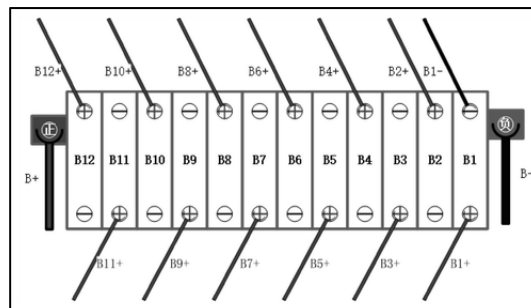 B12+ B10+ B8+ B6+ B4+ B2+ B1-
正 负
B12 B11 B10 B9 B8 B7 B6 B5 B4 B3 B2 B1
B+ B-
B11+ B9+ B7+ B5+ B3+ B1+